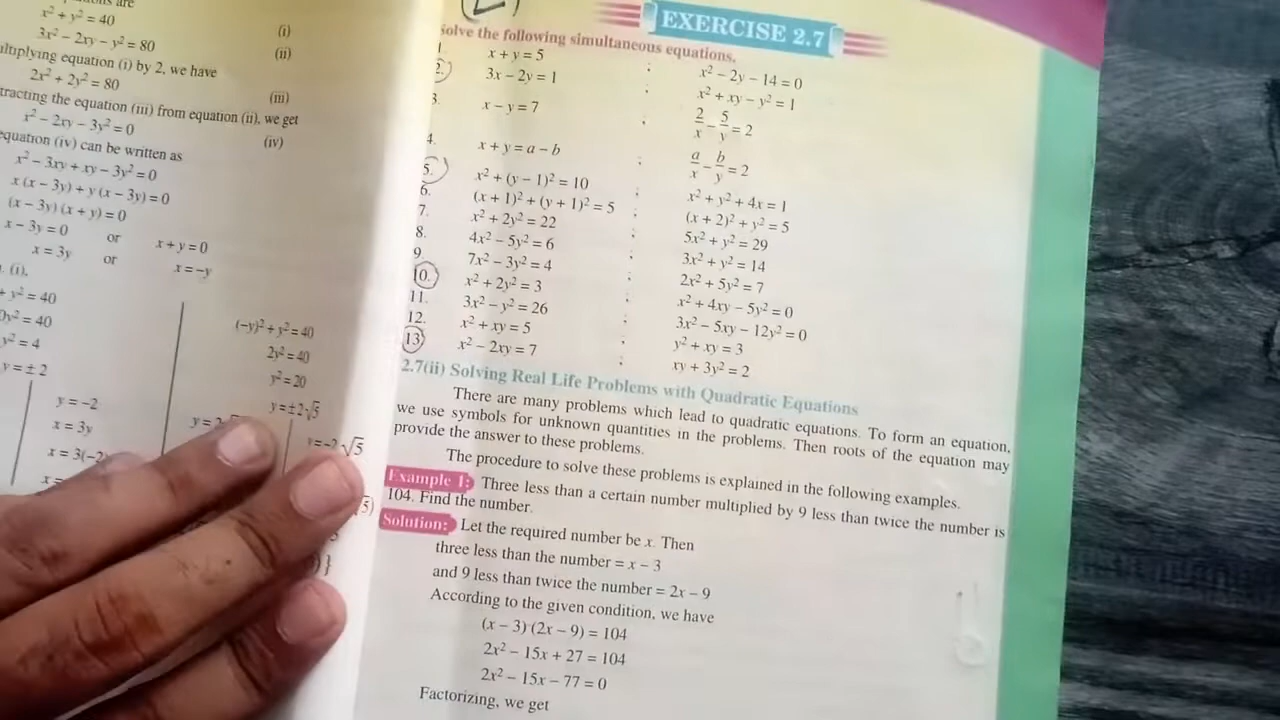 x² + y² = 40 (i)
3x² – 2xy – y² = 80 (ii)
ultiplying equation (i) by 2, we have
2x² + 2y² = 80 (iii)
tracting the equation (iii) from equation (ii), we get
x² – 2xy – 3y² = 0 (iv)
equation (iv) can be written as
x² – 3xy + xy – 3y² = 0
x (x – 3y) + y (x – 3y) = 0
(x – 3y) (x + y) = 0
x – 3y = 0 or x + y = 0
x = 3y or x = –y
(i),
+ y² = 40
y² = 40
y² = 4
y = ± 2
(–y)² + y² = 40
2y² = 40
y² = 20
y = ±2√5
y = –2
x = 3y
x = 3(–2
y = –2√5
EXERCISE 2.7
Solve the following simultaneous equations.
1. x + y = 5 ; x² – 2y – 14 = 0
2. 3x – 2y = 1 ; x² + xy – y² = 1
3. x – y = 7 ; 2/x – 5/y = 2
4. x + y = a – b ; a/x – b/y = 2
5. x² + (y – 1)² = 10 ; x² + y² + 4x = 1
6. (x + 1)² + (y + 1)² = 5 ; (x + 2)² + y² = 5
7. x² + 2y² = 22 ; 5x² + y² = 29
8. 4x² – 5y² = 6 ; 3x² + y² = 14
9. 7x² – 3y² = 4 ; 2x² + 5y² = 7
10. x² + 2y² = 3 ; x² + 4xy – 5y² = 0
11. 3x² – y² = 26 ; 3x² – 5xy – 12y² = 0
12. x² + xy = 5 ; y² + xy = 3
13. x² – 2xy = 7 ; xy + 3y² = 2
2.7(ii) Solving Real Life Problems with Quadratic Equations
There are many problems which lead to quadratic equations. To form an equation,
we use symbols for unknown quantities in the problems. Then roots of the equation may
provide the answer to these problems.
The procedure to solve these problems is explained in the following examples.
Example 1: Three less than a certain number multiplied by 9 less than twice the number is
104. Find the number.
Solution: Let the required number be x. Then
three less than the number = x – 3
and 9 less than twice the number = 2x – 9
According to the given condition, we have
(x – 3) (2x – 9) = 104
2x² – 15x + 27 = 104
2x² – 15x – 77 = 0
Factorizing, we get